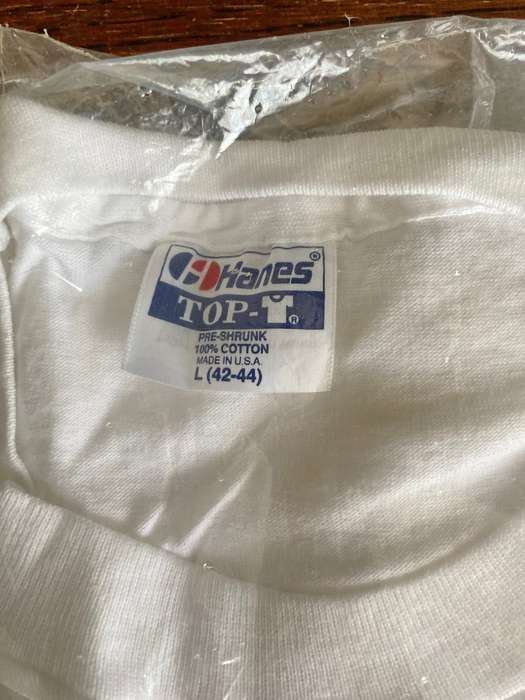 Hanes®
TOP-®
PRE-SHRUNK
100% COTTON
MADE IN U.S.A.
L (42-44)